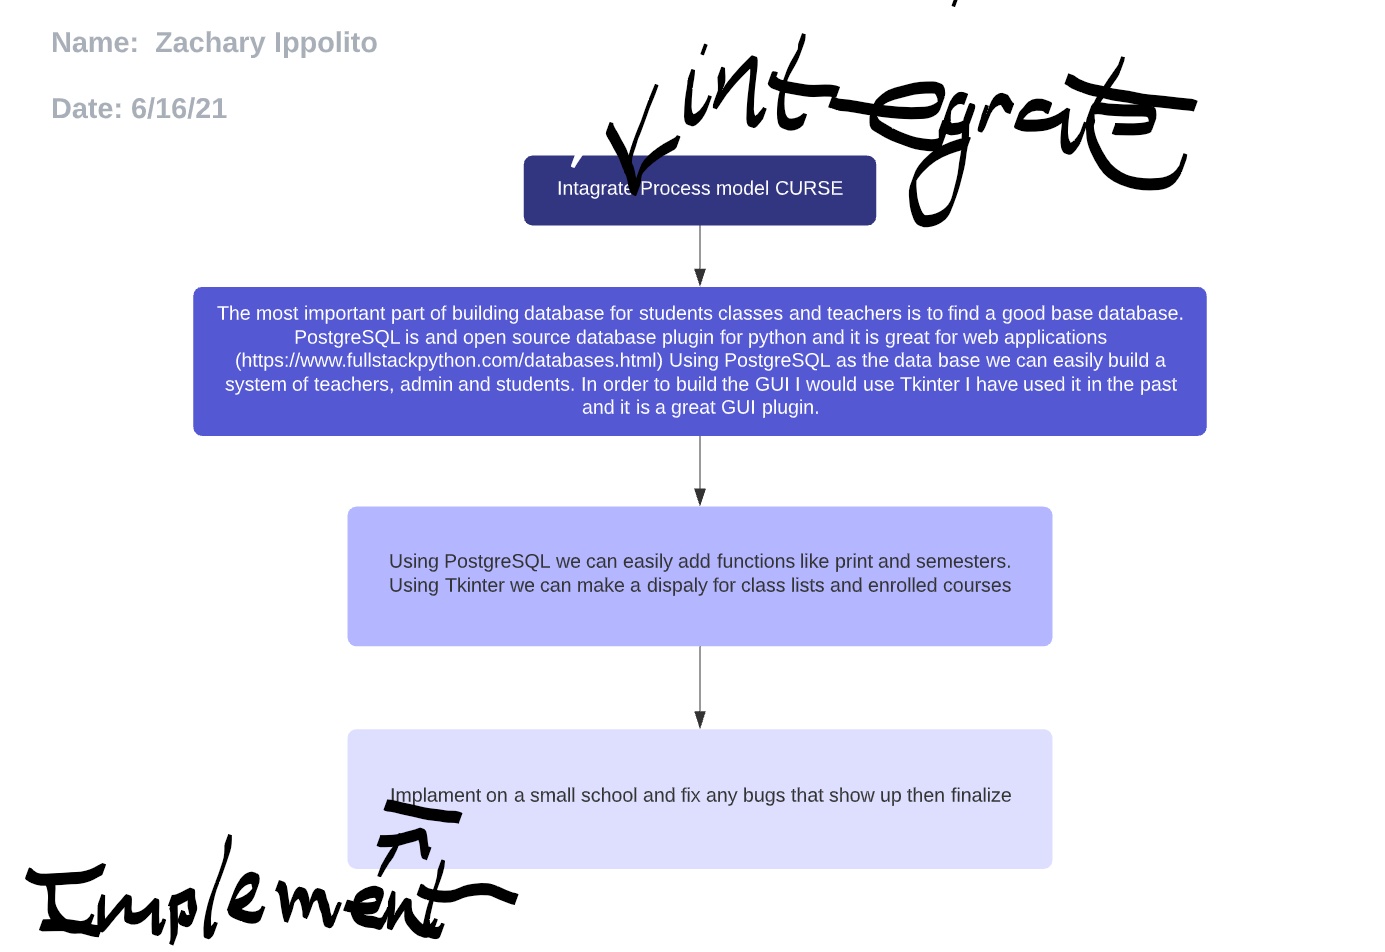 Name: Zachary Ippolito
integrate
Date: 6/16/21
Intagrate Process model CURSE
The most important part of building database for students classes and teachers is to find a good base database.
PostgreSQL is and open source database plugin for python and it is great for web applications
(https://www.fullstackpython.com/databases.html) Using PostgreSQL as the data base we can easily build a
system of teachers, admin and students. In order to build the GUI I would use Tkinter I have used it in the past
and it is a great GUI plugin.
Using PostgreSQL we can easily add functions like print and semesters.
Using Tkinter we can make a dispaly for class lists and enrolled courses
Implament on a small school and fix any bugs that show up then finalize
Implement